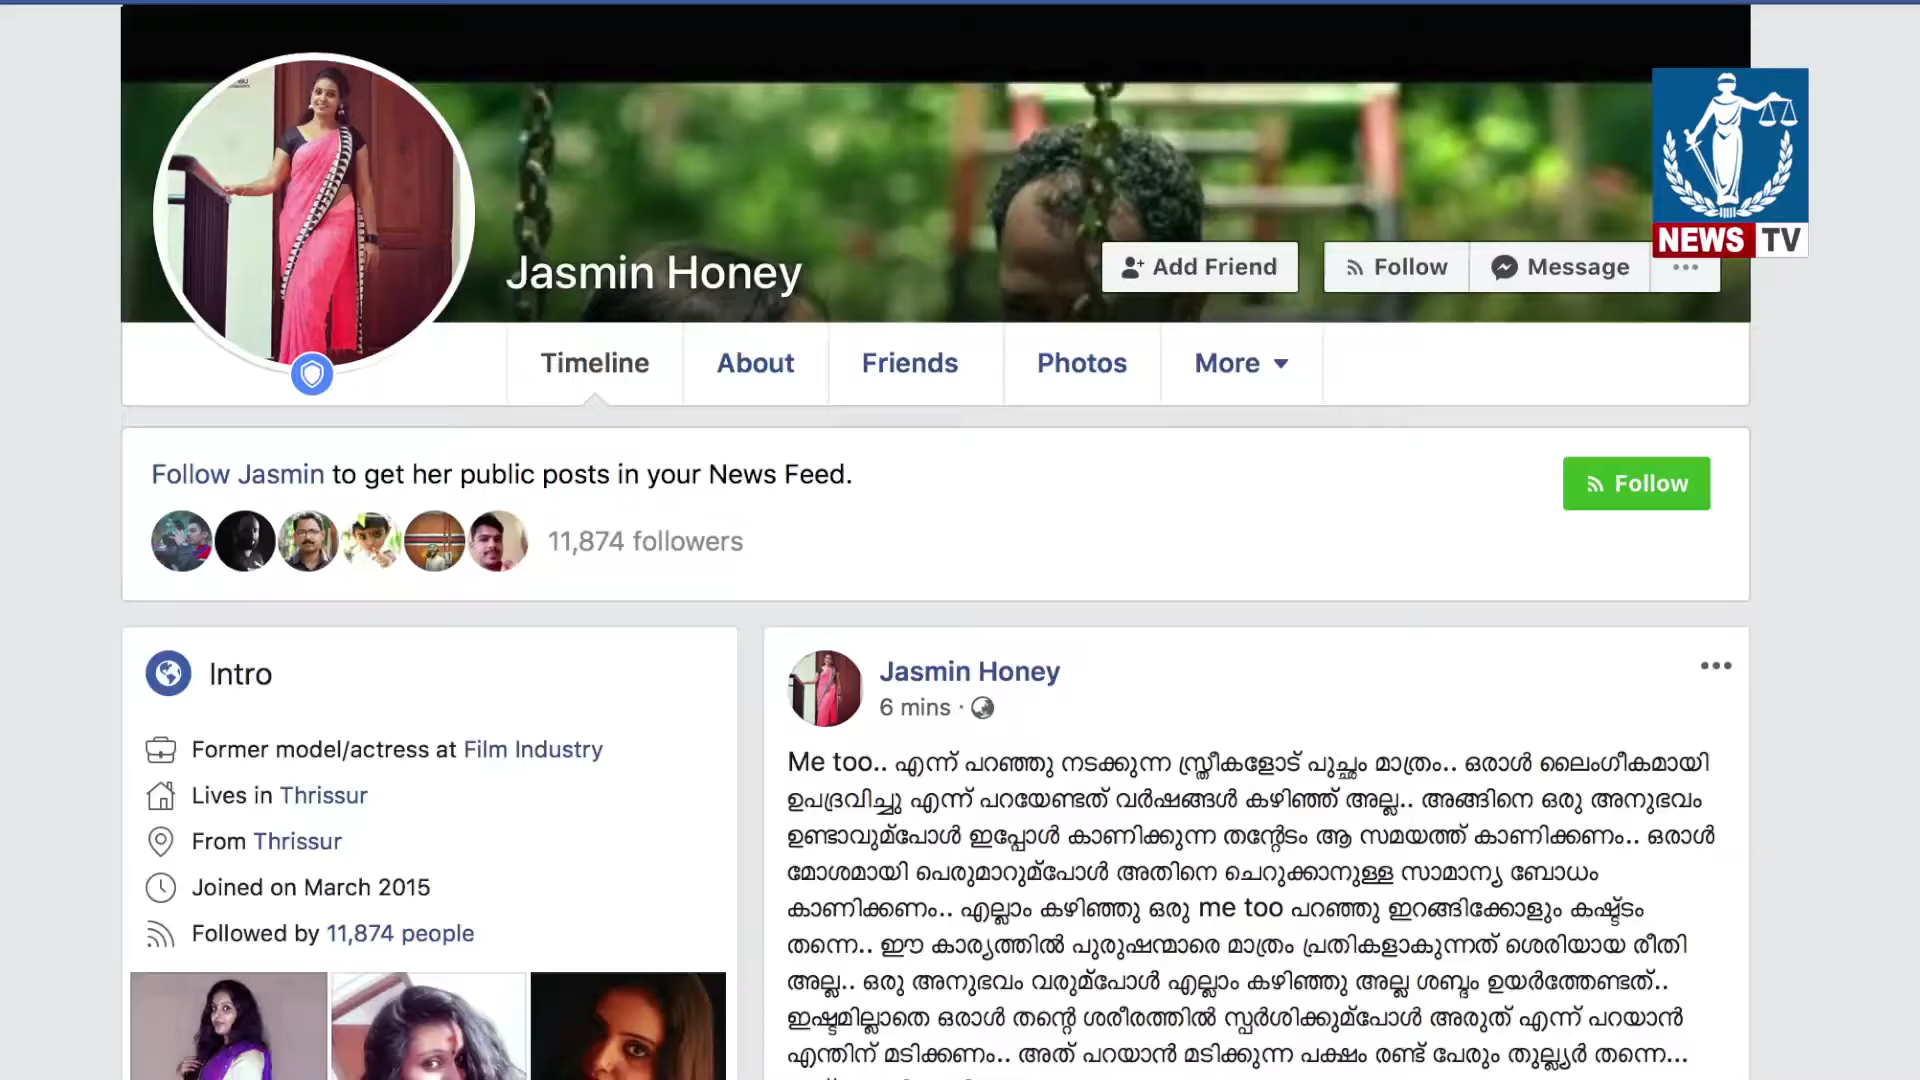 NEWS TV
Jasmin Honey
Add Friend
Follow
Message
Timeline
About
Friends
Photos
More
Follow Jasmin to get her public posts in your News Feed.
Follow
11,874 followers
Intro
Former model/actress at Film Industry
Lives in Thrissur
From Thrissur
Joined on March 2015
Followed by 11,874 people
Jasmin Honey
6 mins ·
Me too.. എന്ന് പറഞ്ഞു നടക്കുന്ന സ്ത്രീകളോട് പുച്ഛം മാത്രം.. ഒരാൾ ലൈംഗീകമായി
ഉപദ്രവിച്ചു എന്ന് പറയേണ്ടത് വർഷങ്ങൾ കഴിഞ്ഞ് അല്ല.. അങ്ങിനെ ഒരു അനുഭവം
ഉണ്ടാവുമ്പോൾ ഇപ്പോൾ കാണിക്കുന്ന തന്റേടം ആ സമയത്ത് കാണിക്കണം.. ഒരാൾ
മോശമായി പെരുമാറുമ്പോൾ അതിനെ ചെറുക്കാനുള്ള സാമാന്യ ബോധം
കാണിക്കണം.. എല്ലാം കഴിഞ്ഞു ഒരു me too പറഞ്ഞു ഇറങ്ങിക്കോളും കഷ്ട്ടം
തന്നെ.. ഈ കാര്യത്തിൽ പുരുഷന്മാരെ മാത്രം പ്രതികളാകുന്നത് ശെരിയായ രീതി
അല്ല.. ഒരു അനുഭവം വരുമ്പോൾ എല്ലാം കഴിഞ്ഞു അല്ല ശബ്ദം ഉയർത്തേണ്ടത്..
ഇഷ്ടമില്ലാതെ ഒരാൾ തന്റെ ശരീരത്തിൽ സ്പർശിക്കുമ്പോൾ അരുത് എന്ന് പറയാൻ
എന്തിന് മടിക്കണം.. അത് പറയാൻ മടിക്കുന്ന പക്ഷം രണ്ട് പേരും തുല്ല്യർ തന്നെ...